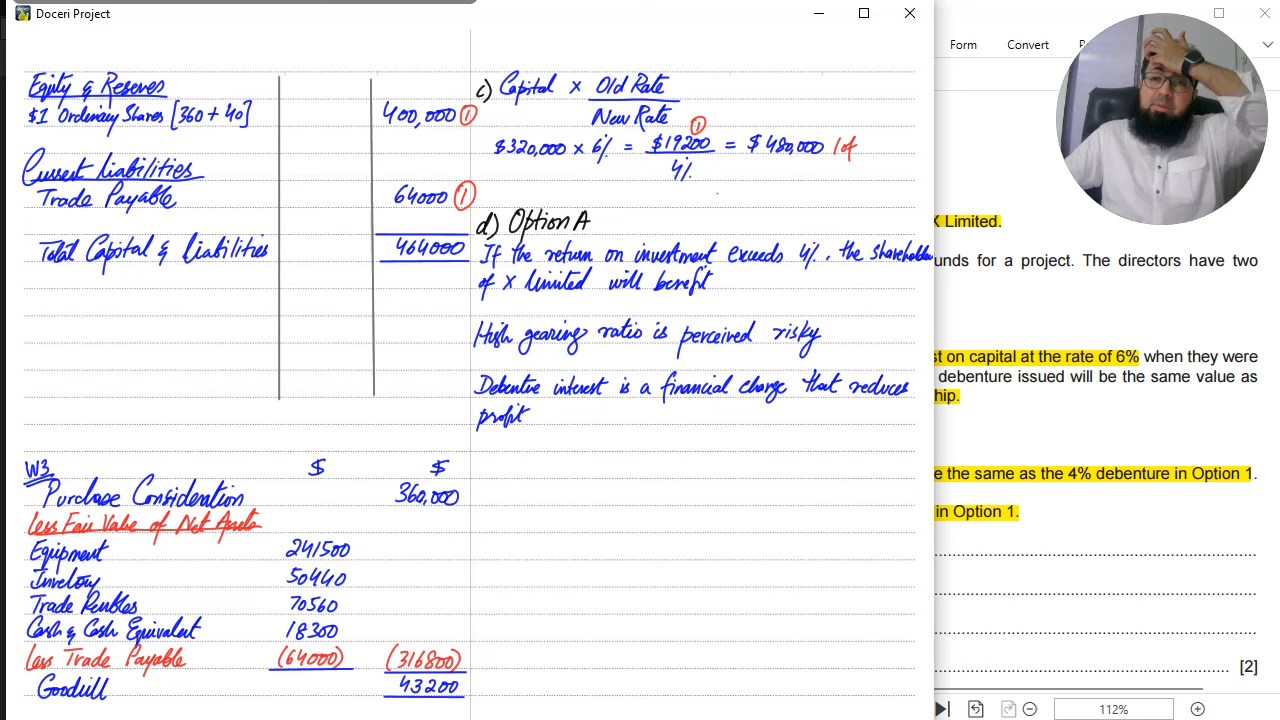 Doceri Project
Equity & Reserves
$1 Ordinary Shares [360 + 40] 400,000 1
Current Liabilities
Trade Payable 64000 1
Total Capital & Liabilities 464000
W3 $ $
Purchase Consideration 360,000
less Fair Value of Net Assets
Equipment 241500
Inventory 50440
Trade 70560
Cash & Cash Equivalent 18300
less Trade Payable (64000) (316800)
Goodwill 43200
c) Capital × Old Rate
New Rate
1
$320,000 × 6% = $19200 = $480,000 1 of
4%
d) Option A
If the return on investment exceeds 4%, the shareholder
of X limited will benefit
High gearing ratio is perceived risky
Debentive interest is a financial charge that reduces
profit
Form Convert
X Limited.
unds for a project. The directors have two
st on capital at the rate of 6% when they were
debenture issued will be the same value as
hip.
e the same as the 4% debenture in Option 1.
in Option 1.
[2]
112%